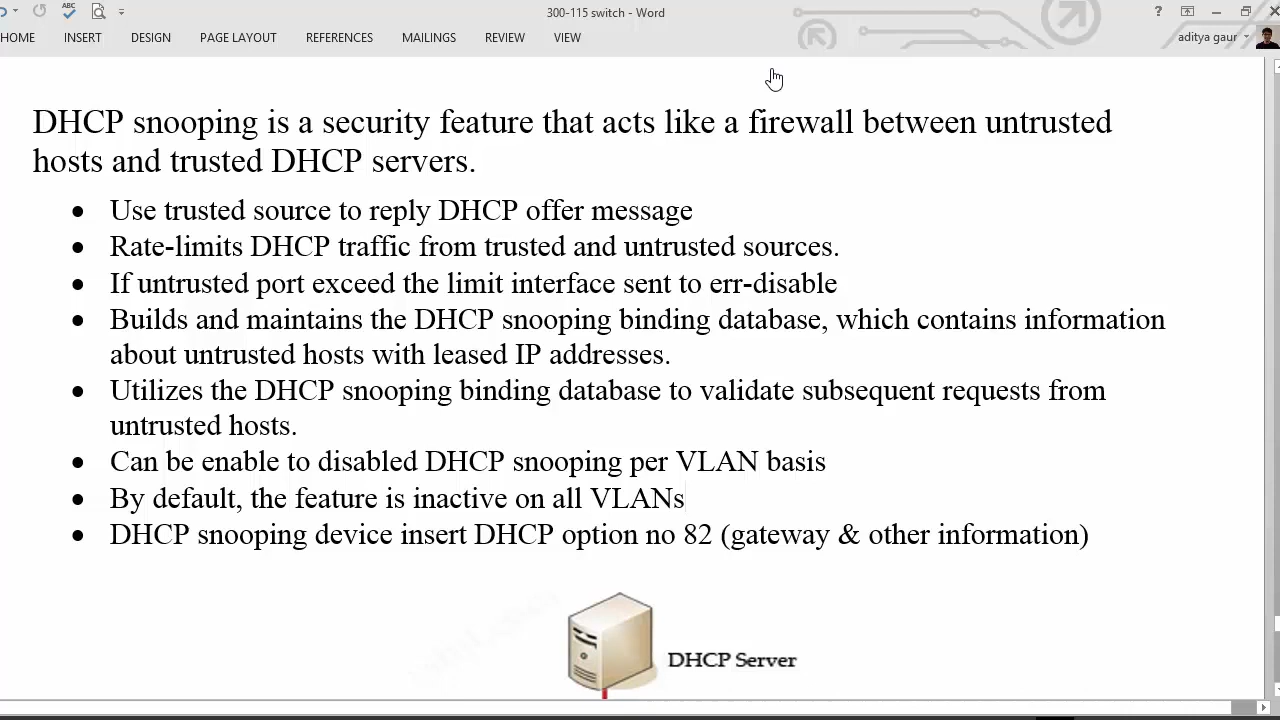 300-115 switch - Word
HOME INSERT DESIGN PAGE LAYOUT REFERENCES MAILINGS REVIEW VIEW aditya gaur
DHCP snooping is a security feature that acts like a firewall between untrusted
hosts and trusted DHCP servers.
• Use trusted source to reply DHCP offer message
• Rate-limits DHCP traffic from trusted and untrusted sources.
• If untrusted port exceed the limit interface sent to err-disable
• Builds and maintains the DHCP snooping binding database, which contains information
about untrusted hosts with leased IP addresses.
• Utilizes the DHCP snooping binding database to validate subsequent requests from
untrusted hosts.
• Can be enable to disabled DHCP snooping per VLAN basis
• By default, the feature is inactive on all VLANs
• DHCP snooping device insert DHCP option no 82 (gateway & other information)
DHCP Server